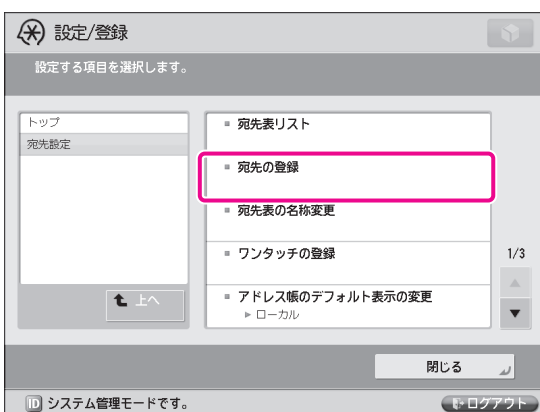 設定/登録
設定する項目を選択します。
トップ
宛先設定
上へ
宛先表リスト
宛先の登録
宛先表の名称変更
ワンタッチの登録
アドレス帳のデフォルト表示の変更
▶ ローカル
1/3
閉じる
ID システム管理モードです。
ログアウト